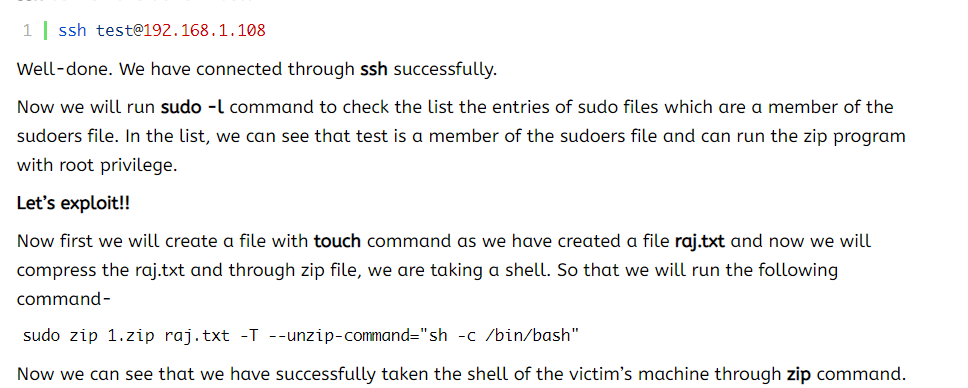 1 ssh test@192.168.1.108
Well-done. We have connected through ssh successfully.
Now we will run sudo -l command to check the list the entries of sudo files which are a member of the
sudoers file. In the list, we can see that test is a member of the sudoers file and can run the zip program
with root privilege.
Let's exploit!!
Now first we will create a file with touch command as we have created a file raj.txt and now we will
compress the raj.txt and through zip file, we are taking a shell. So that we will run the following
command-
sudo zip 1.zip raj.txt -T --unzip-command="sh -c /bin/bash"
Now we can see that we have successfully taken the shell of the victim's machine through zip command.